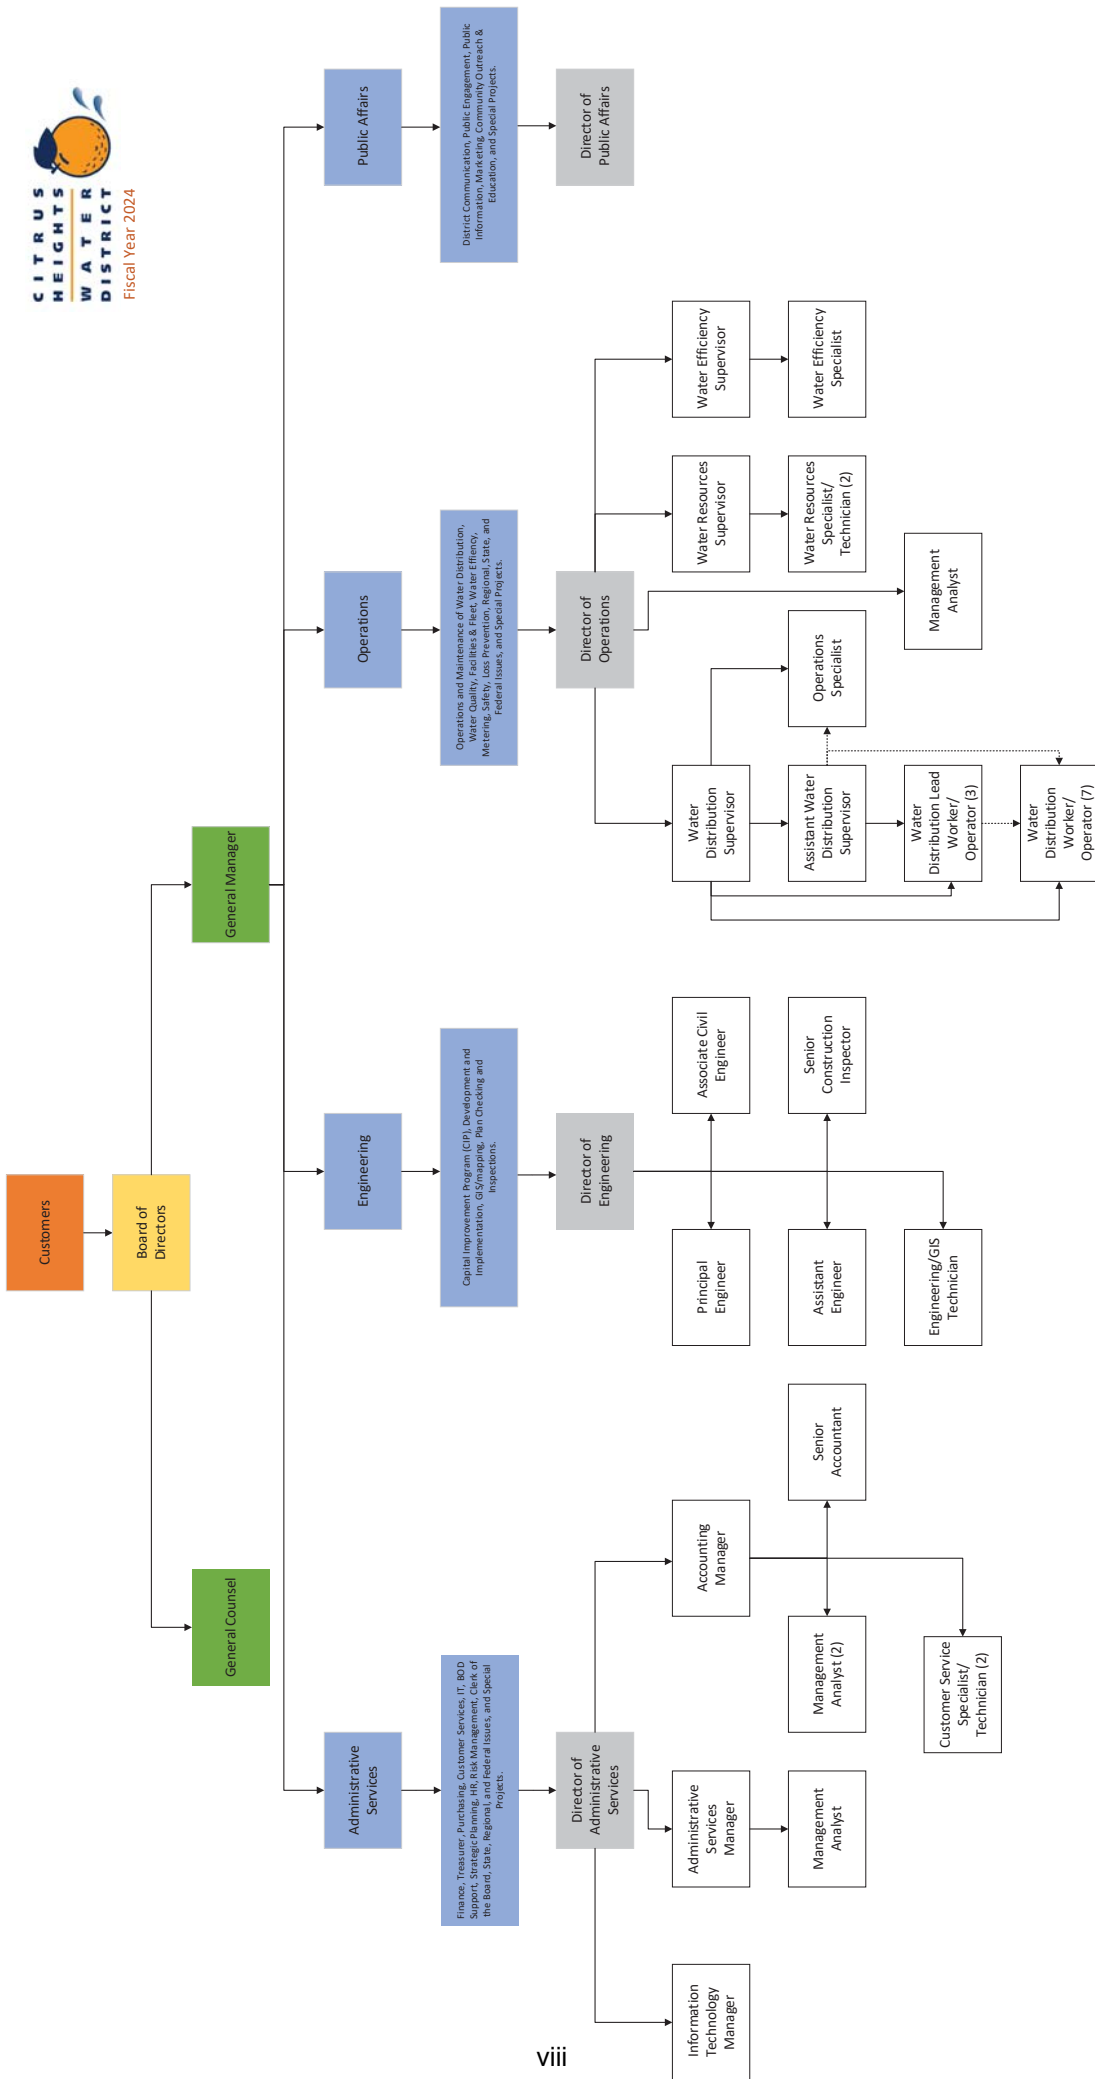 CITRUS
HEIGHTS
WATER
DISTRICT
Fiscal Year 2024
Customers
Board of
Directors
General Counsel
General Manager
Administrative
Services
Engineering
Operations
Public Affairs
Finance, Treasurer, Purchasing, Customer Services, IT, BOD
Support, Strategic Planning, HR, Risk Management, Clerk of
the Board, State, Regional, and Federal Issues, and Special
Projects.
Capital Improvement Program (CIP), Development and
Implementation, GIS/mapping, Plan Checking and
Inspections.
Operations and Maintenance of Water Distribution,
Water Quality, Facilities & Fleet, Water Effiency,
Metering, Safety, Loss Prevention, Regional, State, and
Federal Issues, and Special Projects.
District Communication, Public Engagement, Public
Information, Marketing, Community Outreach &
Education, and Special Projects.
Director of
Administrative
Services
Director of
Engineering
Director of
Operations
Director of
Public Affairs
Information
Technology
Manager
Administrative
Services
Manager
Accounting
Manager
Principal
Engineer
Associate Civil
Engineer
Water
Distribution
Supervisor
Water Resources
Supervisor
Water Efficiency
Supervisor
Management
Analyst
Management
Analyst (2)
Senior
Accountant
Assistant
Engineer
Senior
Construction
Inspector
Assistant Water
Distribution
Supervisor
Operations
Specialist
Water Resources
Specialist/
Technician (2)
Water Efficiency
Specialist
Customer Service
Specialist/
Technician (2)
Engineering/GIS
Technician
Water
Distribution Lead
Worker/
Operator (3)
Management
Analyst
Water
Distribution
Worker/
Operator (7)
viii